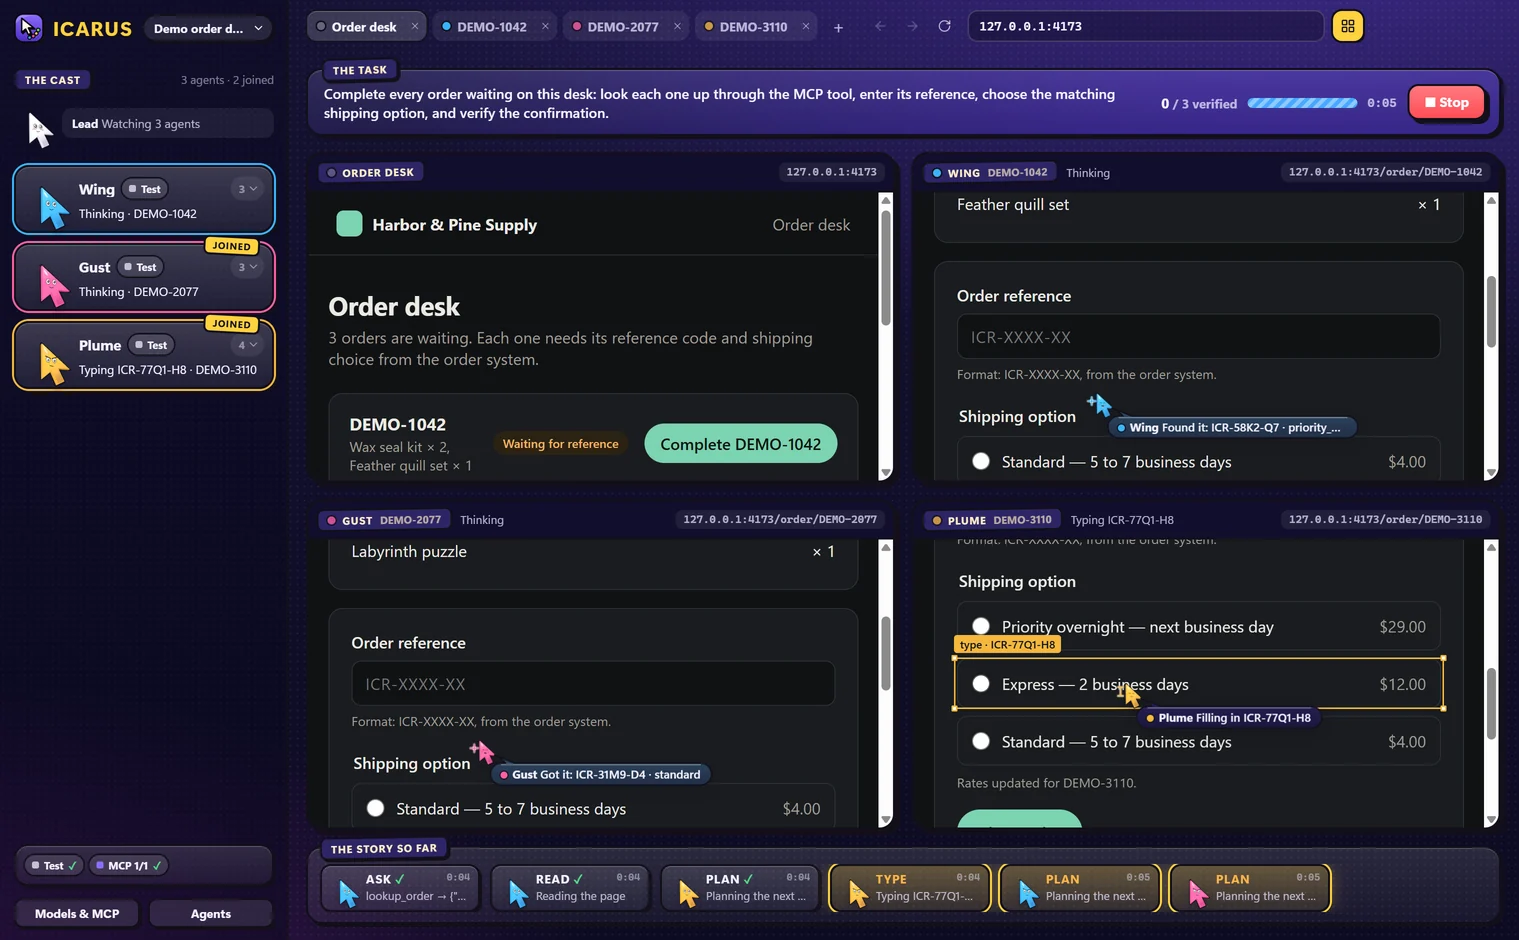 ICARUS
Demo order d...
THE CAST
3 agents · 2 joined
Lead Watching 3 agents
Wing Test 3
Thinking · DEMO-1042
JOINED
Gust Test 3
Thinking · DEMO-2077
JOINED
Plume Test 4
Typing ICR-77Q1-H8 · DEMO-3110
Test ✓ MCP 1/1 ✓
Models & MCP
Agents
Order desk ×
DEMO-1042 ×
DEMO-2077 ×
DEMO-3110 ×
+
127.0.0.1:4173
THE TASK
Complete every order waiting on this desk: look each one up through the MCP tool, enter its reference, choose the matching
shipping option, and verify the confirmation.
0 / 3 verified
0:05
Stop
ORDER DESK
127.0.0.1:4173
Harbor & Pine Supply
Order desk
Order desk
3 orders are waiting. Each one needs its reference code and shipping
choice from the order system.
DEMO-1042
Wax seal kit × 2,
Feather quill set × 1
Waiting for reference
Complete DEMO-1042
WING DEMO-1042 Thinking
127.0.0.1:4173/order/DEMO-1042
Feather quill set × 1
Order reference
ICR-XXXX-XX
Format: ICR-XXXX-XX, from the order system.
Shipping option
Wing Found it: ICR-58K2-Q7 · priority_...
Standard — 5 to 7 business days $4.00
GUST DEMO-2077 Thinking
127.0.0.1:4173/order/DEMO-2077
Labyrinth puzzle × 1
Order reference
ICR-XXXX-XX
Format: ICR-XXXX-XX, from the order system.
Shipping option
Gust Got it: ICR-31M9-D4 · standard
Standard — 5 to 7 business days $4.00
PLUME DEMO-3110 Typing ICR-77Q1-H8
127.0.0.1:4173/order/DEMO-3110
Format: ICR-XXXX-XX, from the order system.
Shipping option
Priority overnight — next business day $29.00
type · ICR-77Q1-H8
Express — 2 business days $12.00
Plume Filling in ICR-77Q1-H8
Standard — 5 to 7 business days $4.00
Rates updated for DEMO-3110.
THE STORY SO FAR
ASK ✓ 0:04
lookup_order → {"...
READ ✓ 0:04
Reading the page
PLAN ✓ 0:04
Planning the next ...
TYPE 0:04
Typing ICR-77Q1-...
PLAN 0:05
Planning the next ...
PLAN 0:05
Planning the next ...